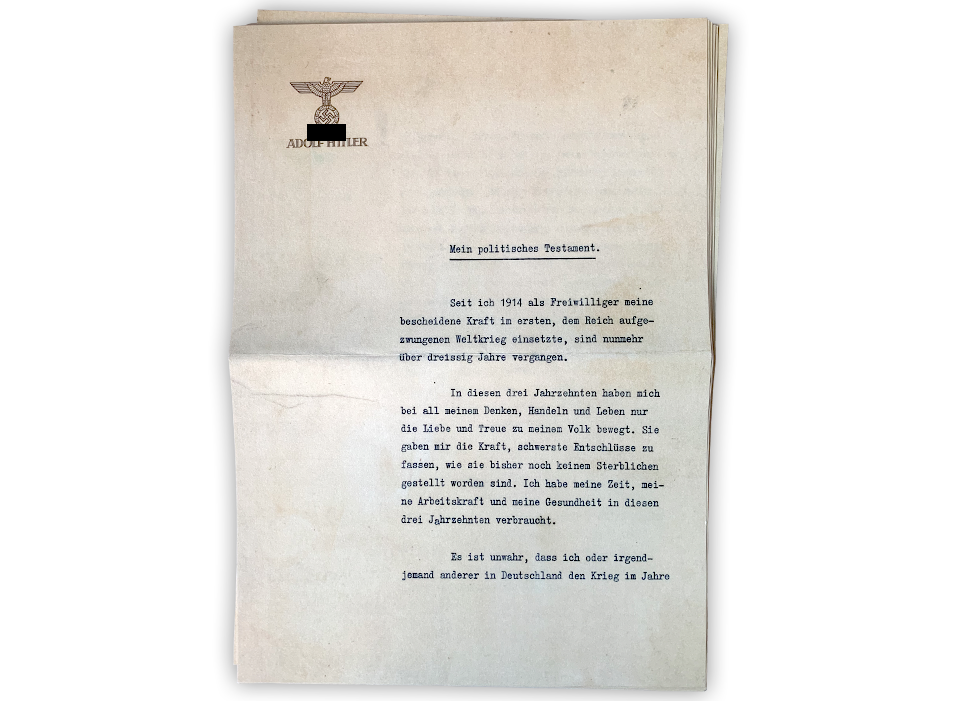 ADOLF HITLER
Mein politisches Testament.
Seit ich 1914 als Freiwilliger meine
bescheidene Kraft im ersten, dem Reich aufge-
zwungenen Weltkrieg einsetzte, sind nunmehr
über dreissig Jahre vergangen.
In diesen drei Jahrzehnten haben mich
bei all meinem Denken, Handeln und Leben nur
die Liebe und Treue zu meinem Volk bewegt. Sie
gaben mir die Kraft, schwerste Entschlüsse zu
fassen, wie sie bisher noch keinem Sterblichen
gestellt worden sind. Ich habe meine Zeit, mei-
ne Arbeitskraft und meine Gesundheit in diesen
drei Jahrzehnten verbraucht.
Es ist unwahr, dass ich oder irgend-
jemand anderer in Deutschland den Krieg im Jahre